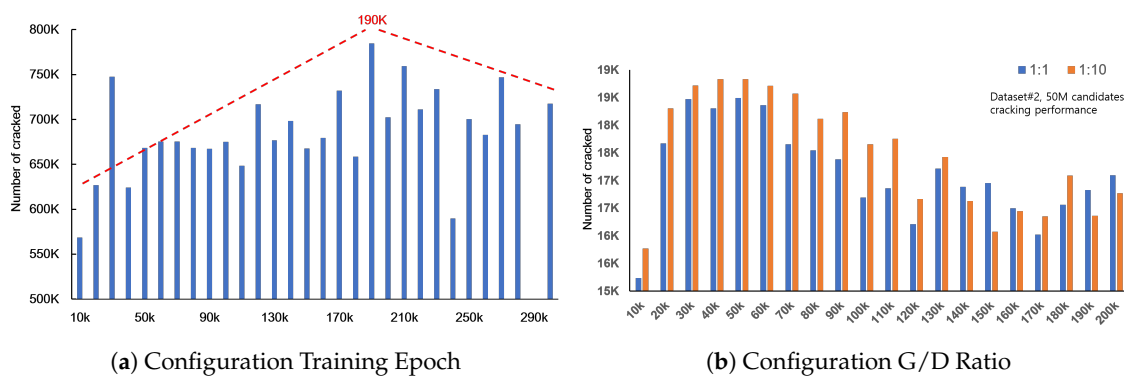 190K
800K
750K
700K
650K
600K
550K
500K
Number of cracked
10k 50k 90k 130k 170k 210k 250k 290k
(a) Configuration Training Epoch
1:1 1:10
Dataset#2, 50M candidates
cracking performance
19K
19K
18K
18K
17K
17K
16K
16K
15K
Number of cracked
10k 20k 30k 40k 50k 60k 70k 80k 90k 100k 110k 120k 130k 140k 150k 160k 170k 180k 190k 200k
(b) Configuration G/D Ratio